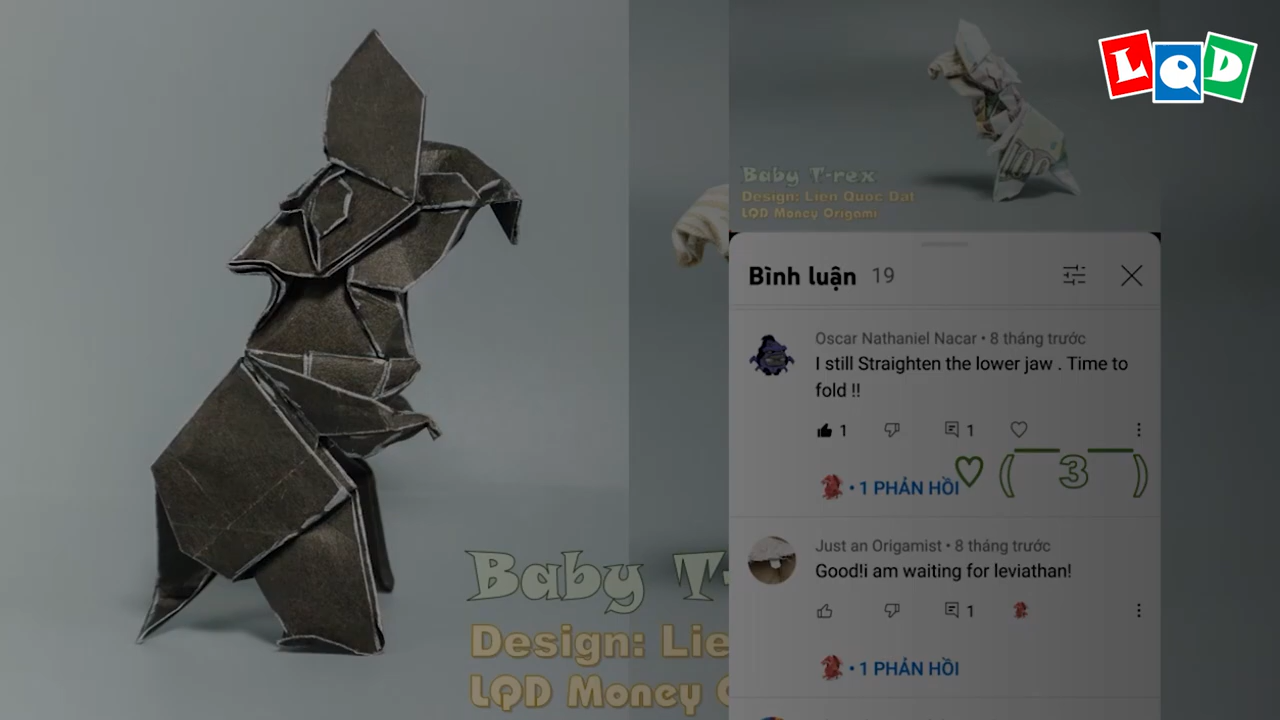 LQD
Baby T-rex
Design: Lien Quoc Dat
LQD Money Origami
100
Bình luận 19
Oscar Nathaniel Nacar • 8 tháng trước
I still Straighten the lower jaw . Time to
fold !!
1 1
• 1 PHẢN HỒI
♡ (￣3￣)
Just an Origamist • 8 tháng trước
Good!i am waiting for leviathan!
1
• 1 PHẢN HỒI
Baby T-
Design: Lie
LQD Money